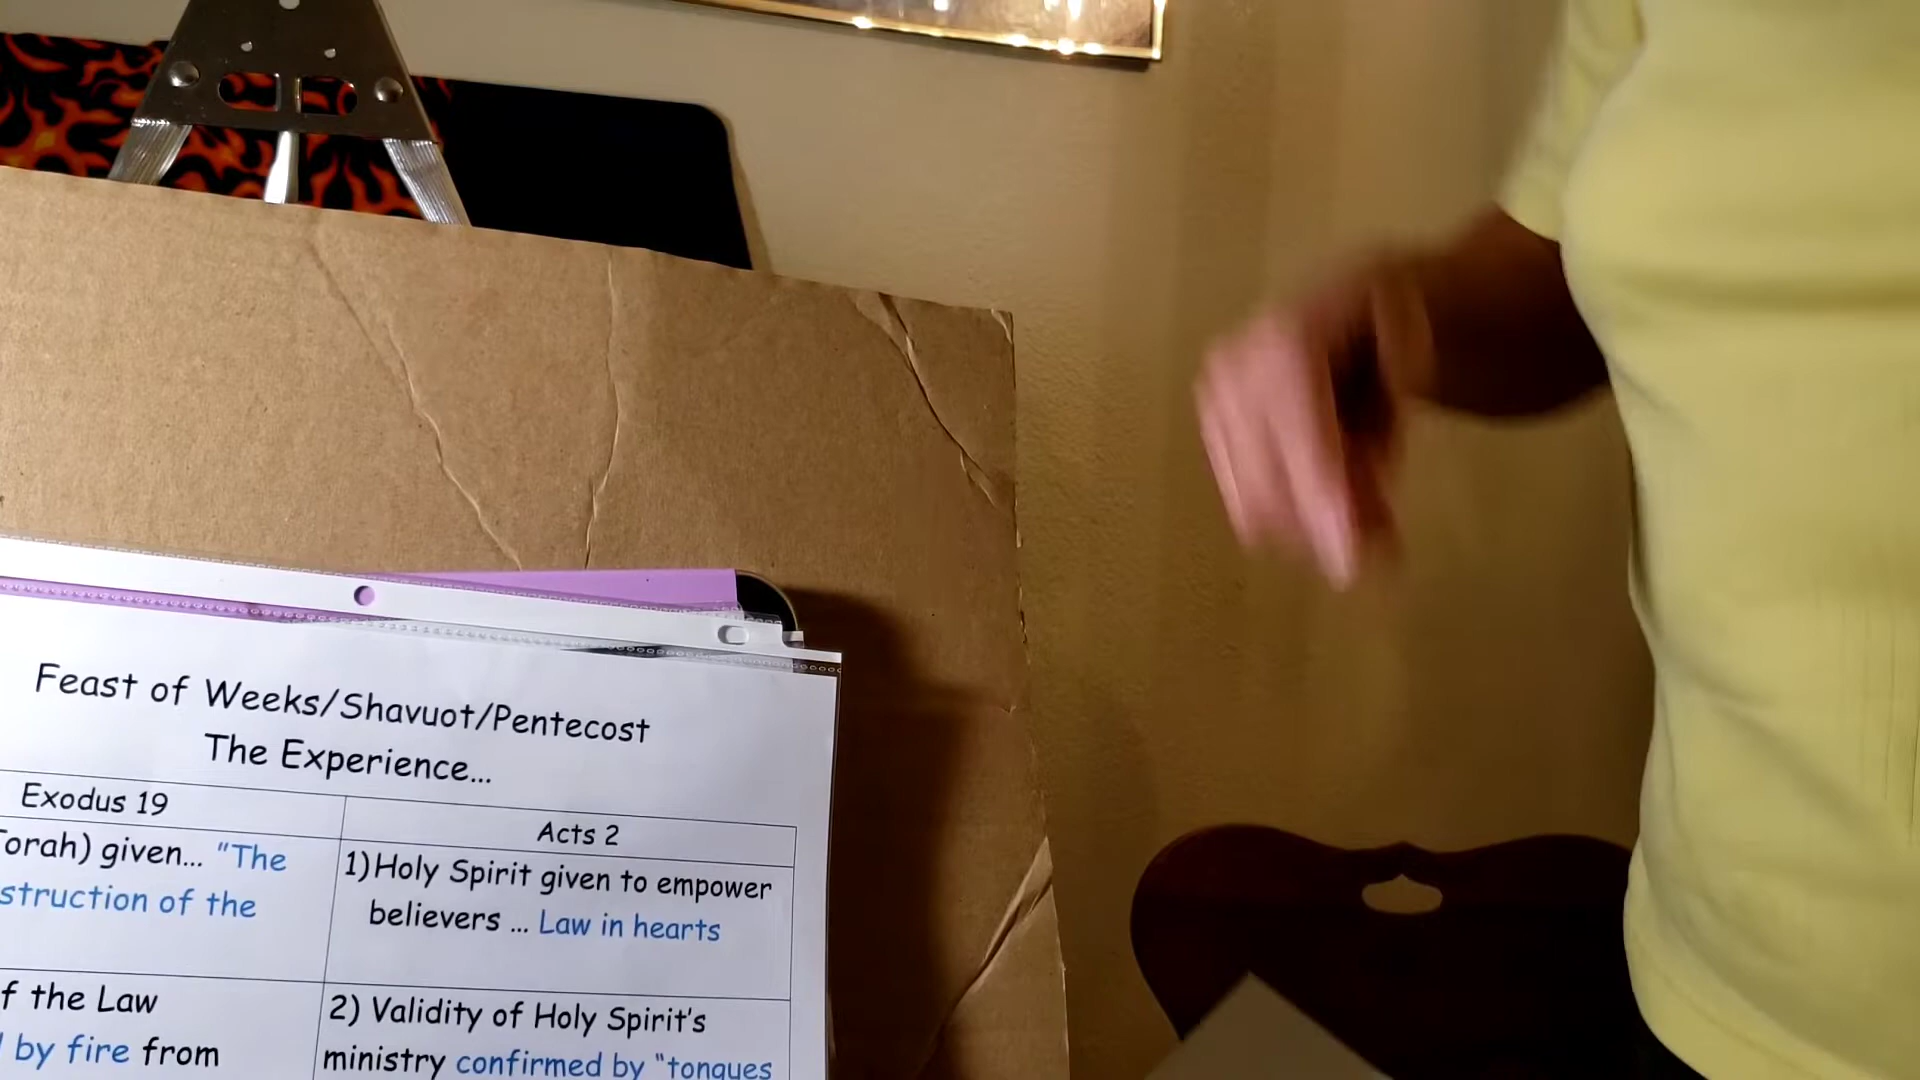 Feast of Weeks/Shavuot/Pentecost
The Experience...
Exodus 19
Acts 2
Torah) given... "The
struction of the
1)Holy Spirit given to empower
believers ... Law in hearts
f the Law
by fire from
2) Validity of Holy Spirit's
ministry confirmed by "tongues